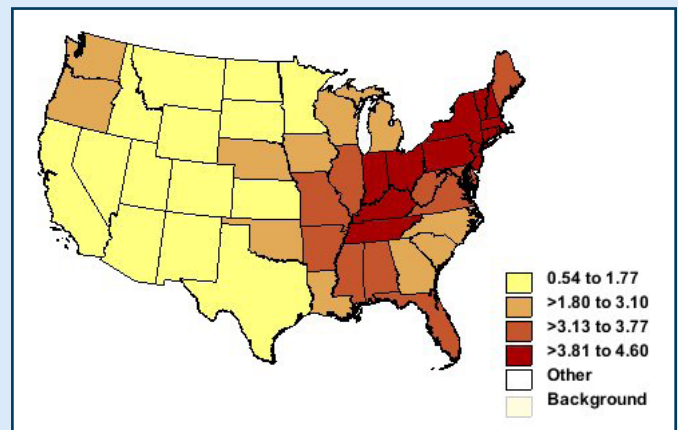 0.54 to 1.77
>1.80 to 3.10
>3.13 to 3.77
>3.81 to 4.60
Other
Background